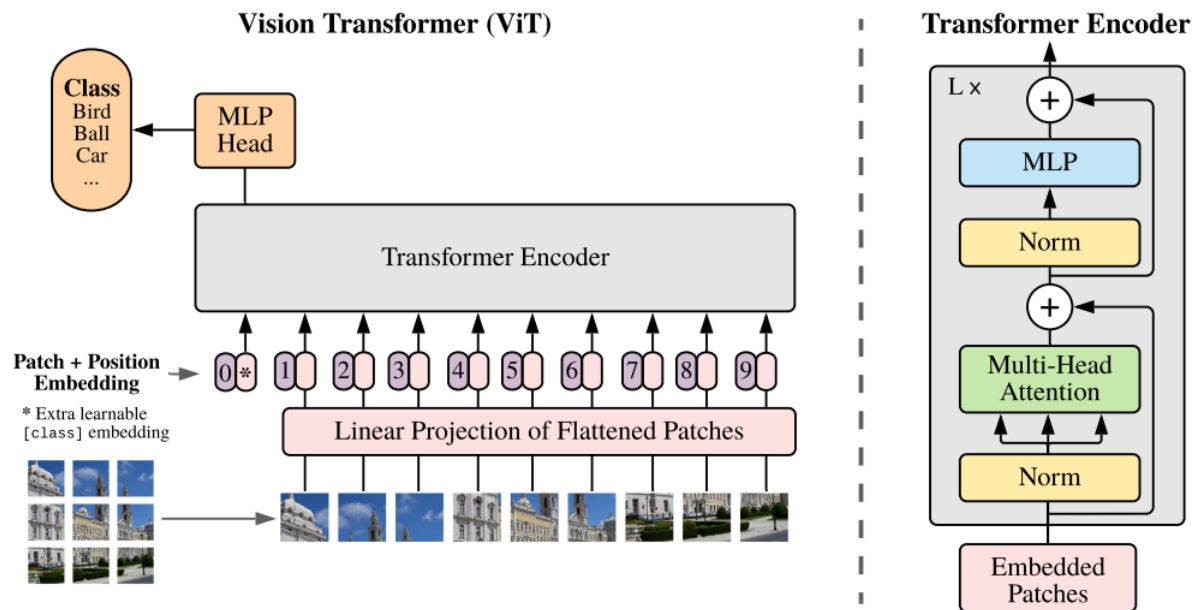 Vision Transformer (ViT)
Class
Bird
Ball
Car
...
MLP
Head
Transformer Encoder
Patch + Position
Embedding
0 * 1 2 3 4 5 6 7 8 9
* Extra learnable
[class] embedding
Linear Projection of Flattened Patches
Transformer Encoder
L x
+
MLP
Norm
+
Multi-Head
Attention
Norm
Embedded
Patches